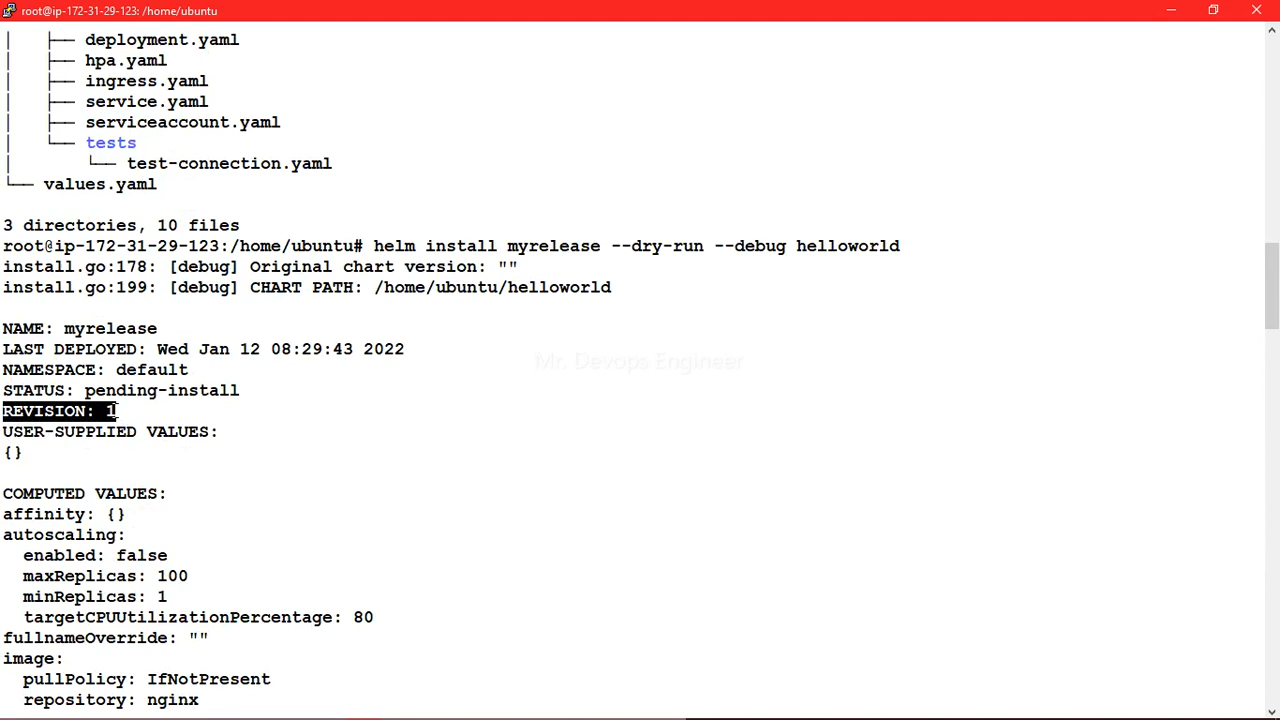 root@ip-172-31-29-123: /home/ubuntu
│   ├── deployment.yaml
│   ├── hpa.yaml
│   ├── ingress.yaml
│   ├── service.yaml
│   ├── serviceaccount.yaml
│   └── tests
│       └── test-connection.yaml
└── values.yaml
3 directories, 10 files
root@ip-172-31-29-123:/home/ubuntu# helm install myrelease --dry-run --debug helloworld
install.go:178: [debug] Original chart version: ""
install.go:199: [debug] CHART PATH: /home/ubuntu/helloworld
NAME: myrelease
LAST DEPLOYED: Wed Jan 12 08:29:43 2022
Mr. Devops Engineer
NAMESPACE: default
STATUS: pending-install
REVISION: 1
USER-SUPPLIED VALUES:
{}
COMPUTED VALUES:
affinity: {}
autoscaling:
  enabled: false
  maxReplicas: 100
  minReplicas: 1
  targetCPUUtilizationPercentage: 80
fullnameOverride: ""
image:
  pullPolicy: IfNotPresent
  repository: nginx